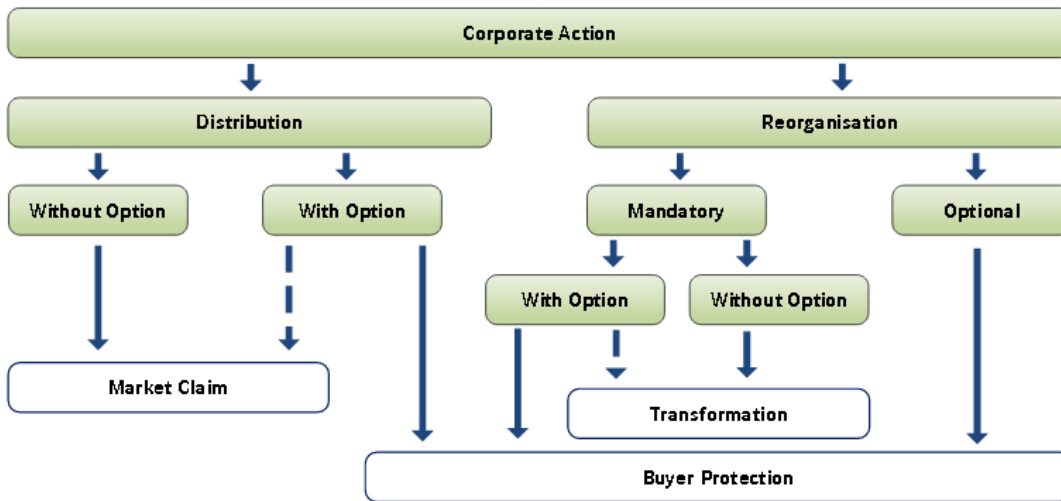 Corporate Action
Distribution
Reorganisation
Without Option
With Option
Mandatory
Optional
With Option
Without Option
Market Claim
Transformation
Buyer Protection